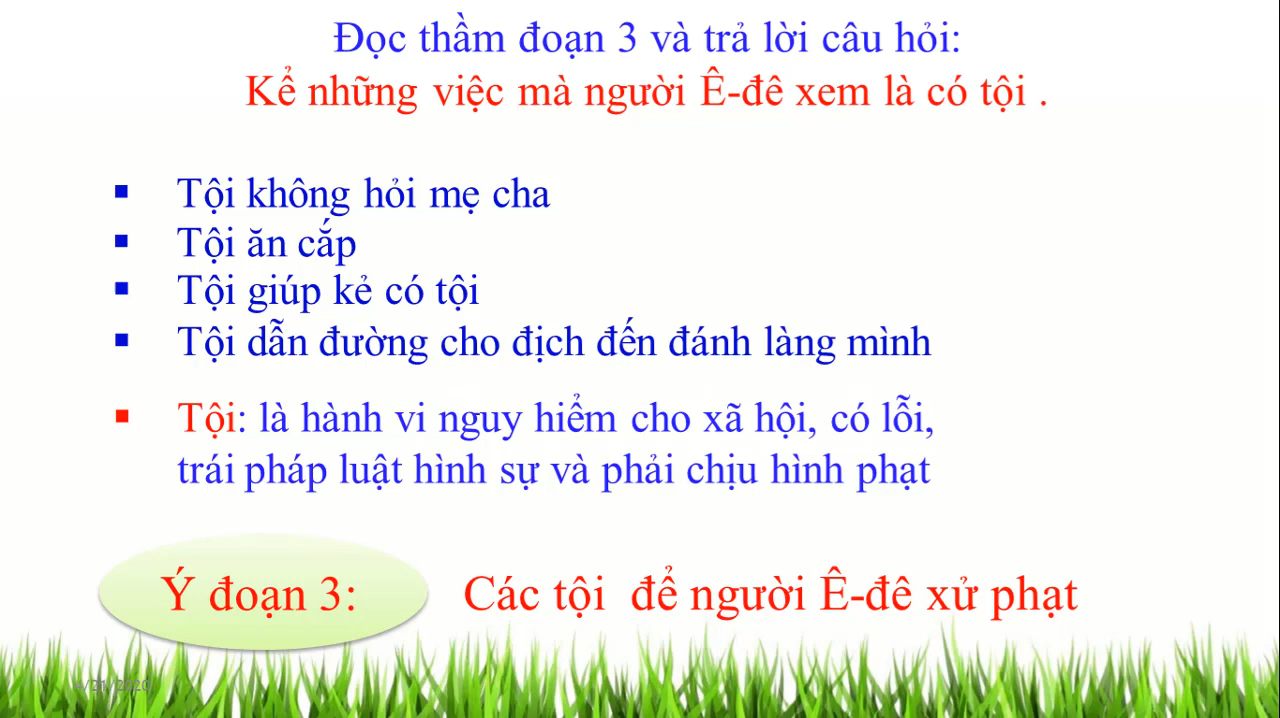 Đọc thầm đoạn 3 và trả lời câu hỏi:
Kể những việc mà người Ê-đê xem là có tội .
▪ Tội không hỏi mẹ cha
▪ Tội ăn cắp
▪ Tội giúp kẻ có tội
▪ Tội dẫn đường cho địch đến đánh làng mình
▪ Tội: là hành vi nguy hiểm cho xã hội, có lỗi,
trái pháp luật hình sự và phải chịu hình phạt
Ý đoạn 3: Các tội để người Ê-đê xử phạt